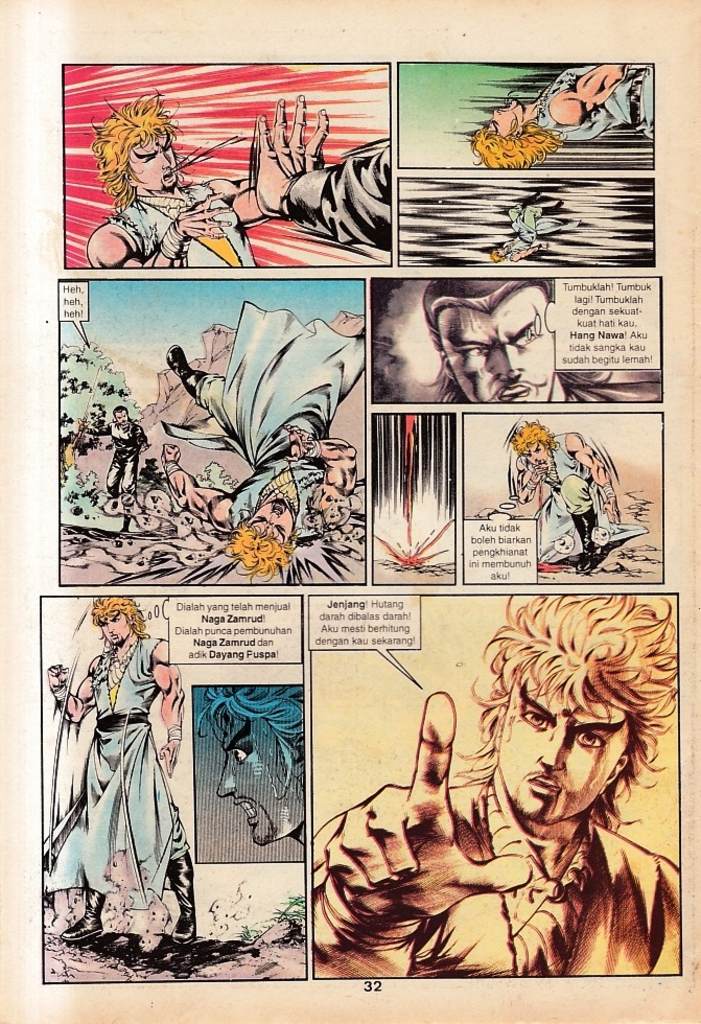 Heh,
heh,
heh!
Tumbuklah! Tumbuk
lagi! Tumbuklah
dengan sekuat-
kuat hati kau,
Hang Nawa! Aku
tidak sangka kau
sudah begitu lemah!
Aku tidak
boleh biarkan
pengkhianat
ini membunuh
aku!
Dialah yang telah menjual
Naga Zamrud!
Dialah punca pembunuhan
Naga Zamrud dan
adik Dayang Puspa!
Jenjang! Hutang
darah dibalas darah!
Aku mesti berhitung
dengan kau sekarang!
32